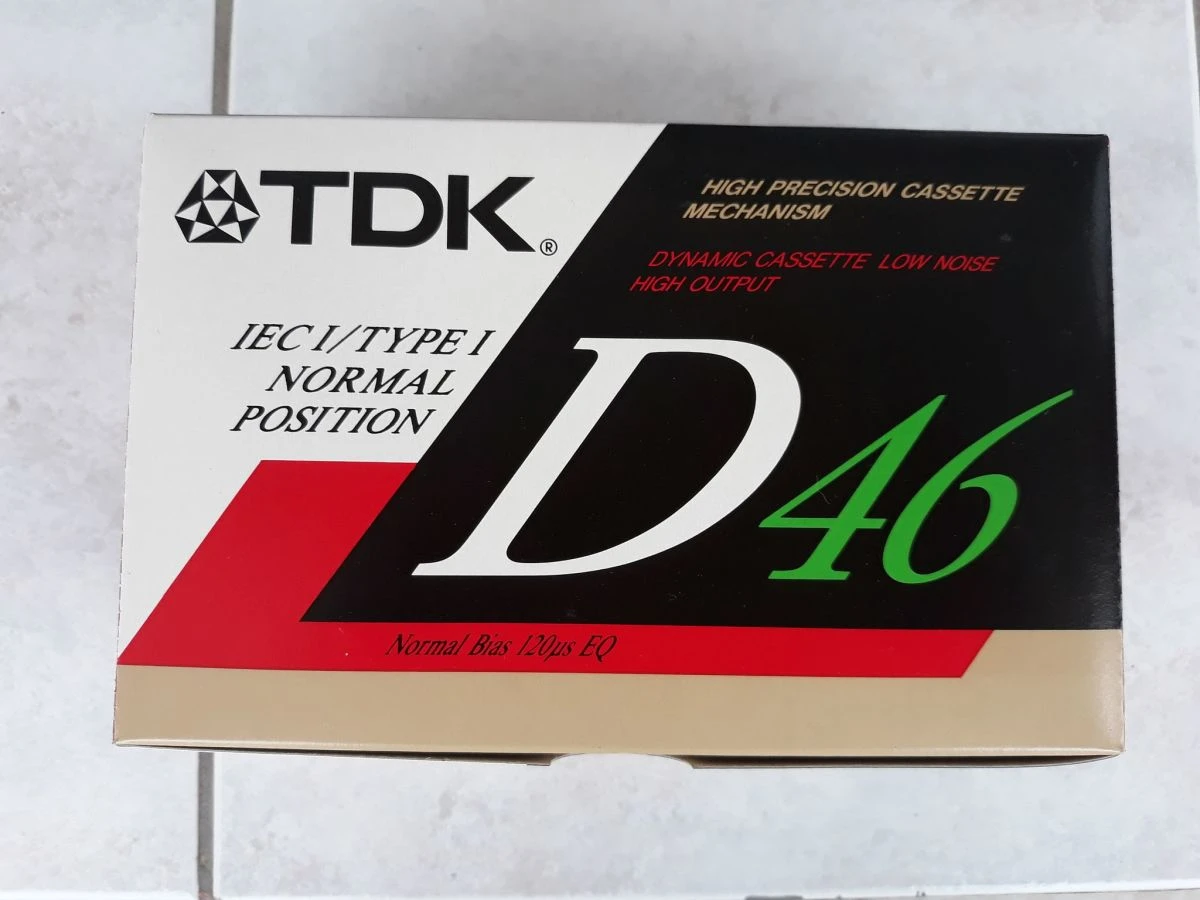 TDK®
HIGH PRECISION CASSETTE
MECHANISM
DYNAMIC CASSETTE LOW NOISE
HIGH OUTPUT
IEC I/TYPE I
NORMAL
POSITION
D46
Normal Bias 120µs EQ